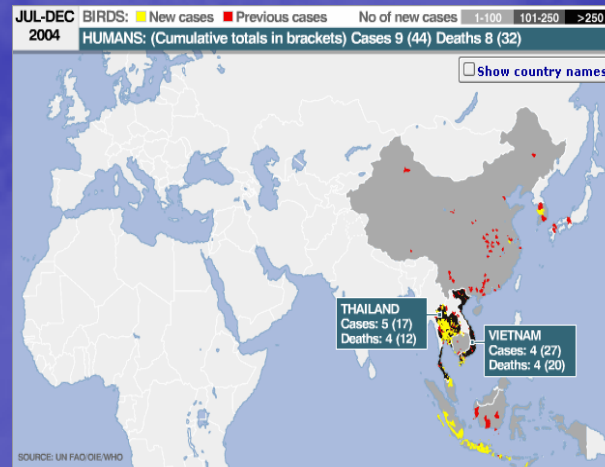 JUL-DEC 2004
BIRDS: New cases Previous cases No of new cases 1-100 101-250 >250
HUMANS: (Cumulative totals in brackets) Cases 9 (44) Deaths 8 (32)
Show country names
THAILAND
Cases: 5 (17)
Deaths: 4 (12)
VIETNAM
Cases: 4 (27)
Deaths: 4 (20)
SOURCE: UN FAO/OIE/WHO